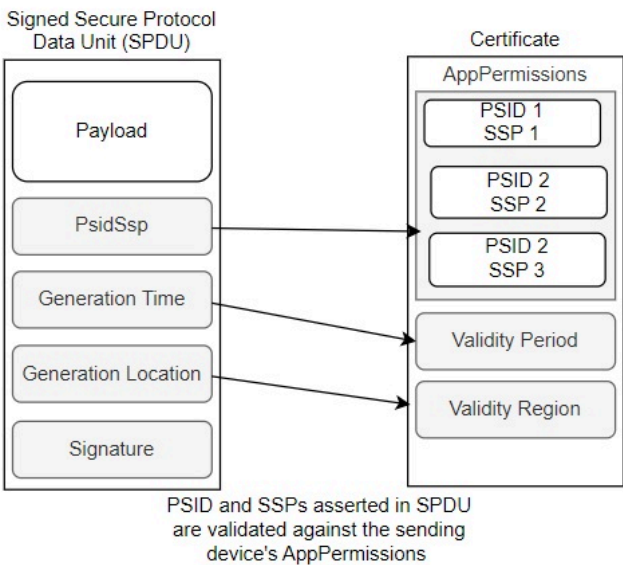 Signed Secure Protocol
Data Unit (SPDU)
Payload
PsidSsp
Generation Time
Generation Location
Signature
Certificate
AppPermissions
PSID 1
SSP 1
PSID 2
SSP 2
PSID 2
SSP 3
Validity Period
Validity Region
PSID and SSPs asserted in SPDU
are validated against the sending
device's AppPermissions